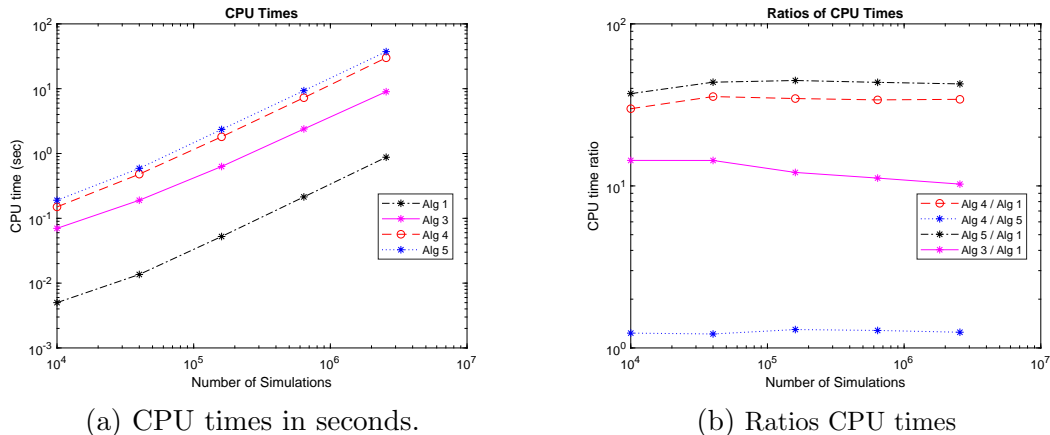 CPU Times
10^2
10^1
10^0
10^-1
10^-2
10^-3
CPU time (sec)
10^4
10^5
10^6
10^7
Number of Simulations
Alg 1
Alg 3
Alg 4
Alg 5
(a) CPU times in seconds.
Ratios of CPU Times
10^2
10^1
10^0
CPU time ratio
10^4
10^5
10^6
10^7
Number of Simulations
Alg 4 / Alg 1
Alg 4 / Alg 5
Alg 5 / Alg 1
Alg 3 / Alg 1
(b) Ratios CPU times